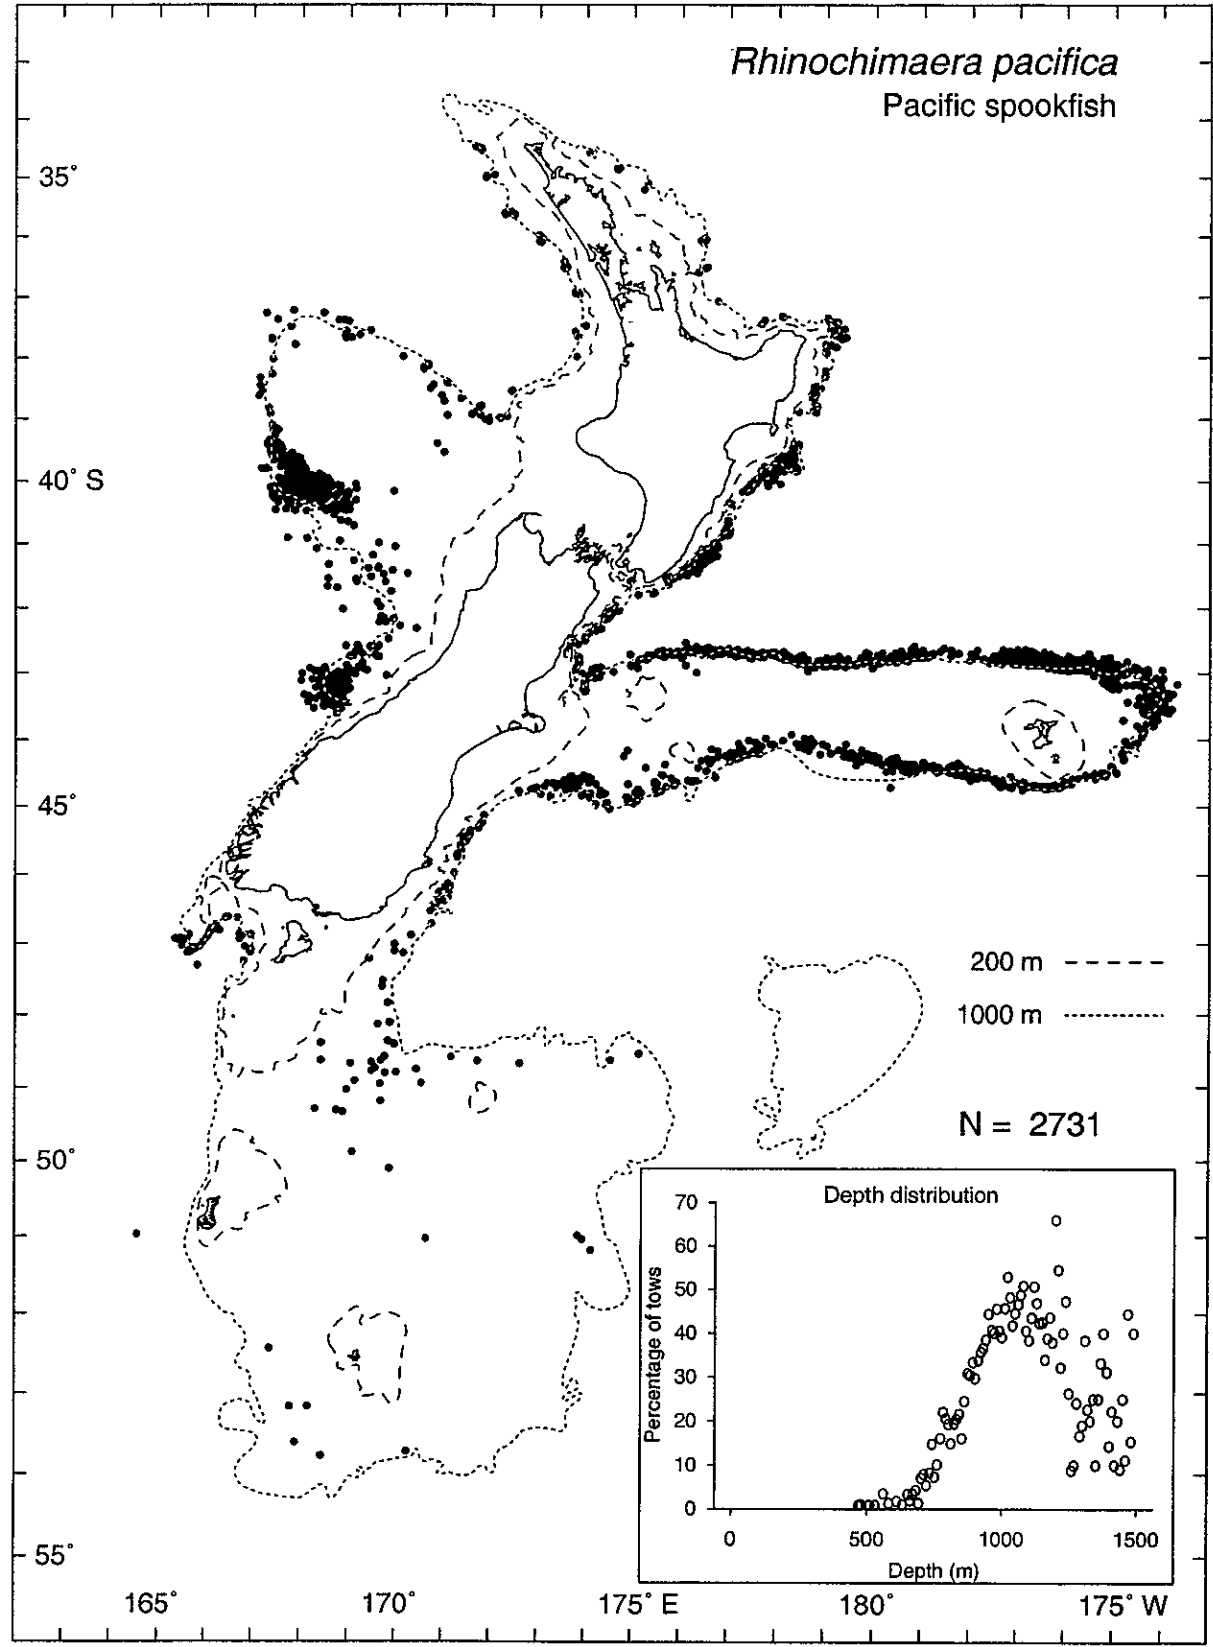 Rhinochimaera pacifica
Pacific spookfish
35°
40° S
45°
50°
55°
200 m
1000 m
N = 2731
Depth distribution
70
60
50
40
30
20
10
0
Percentage of tows
0 500 1000 1500
Depth (m)
165° 170° 175° E 180° 175° W